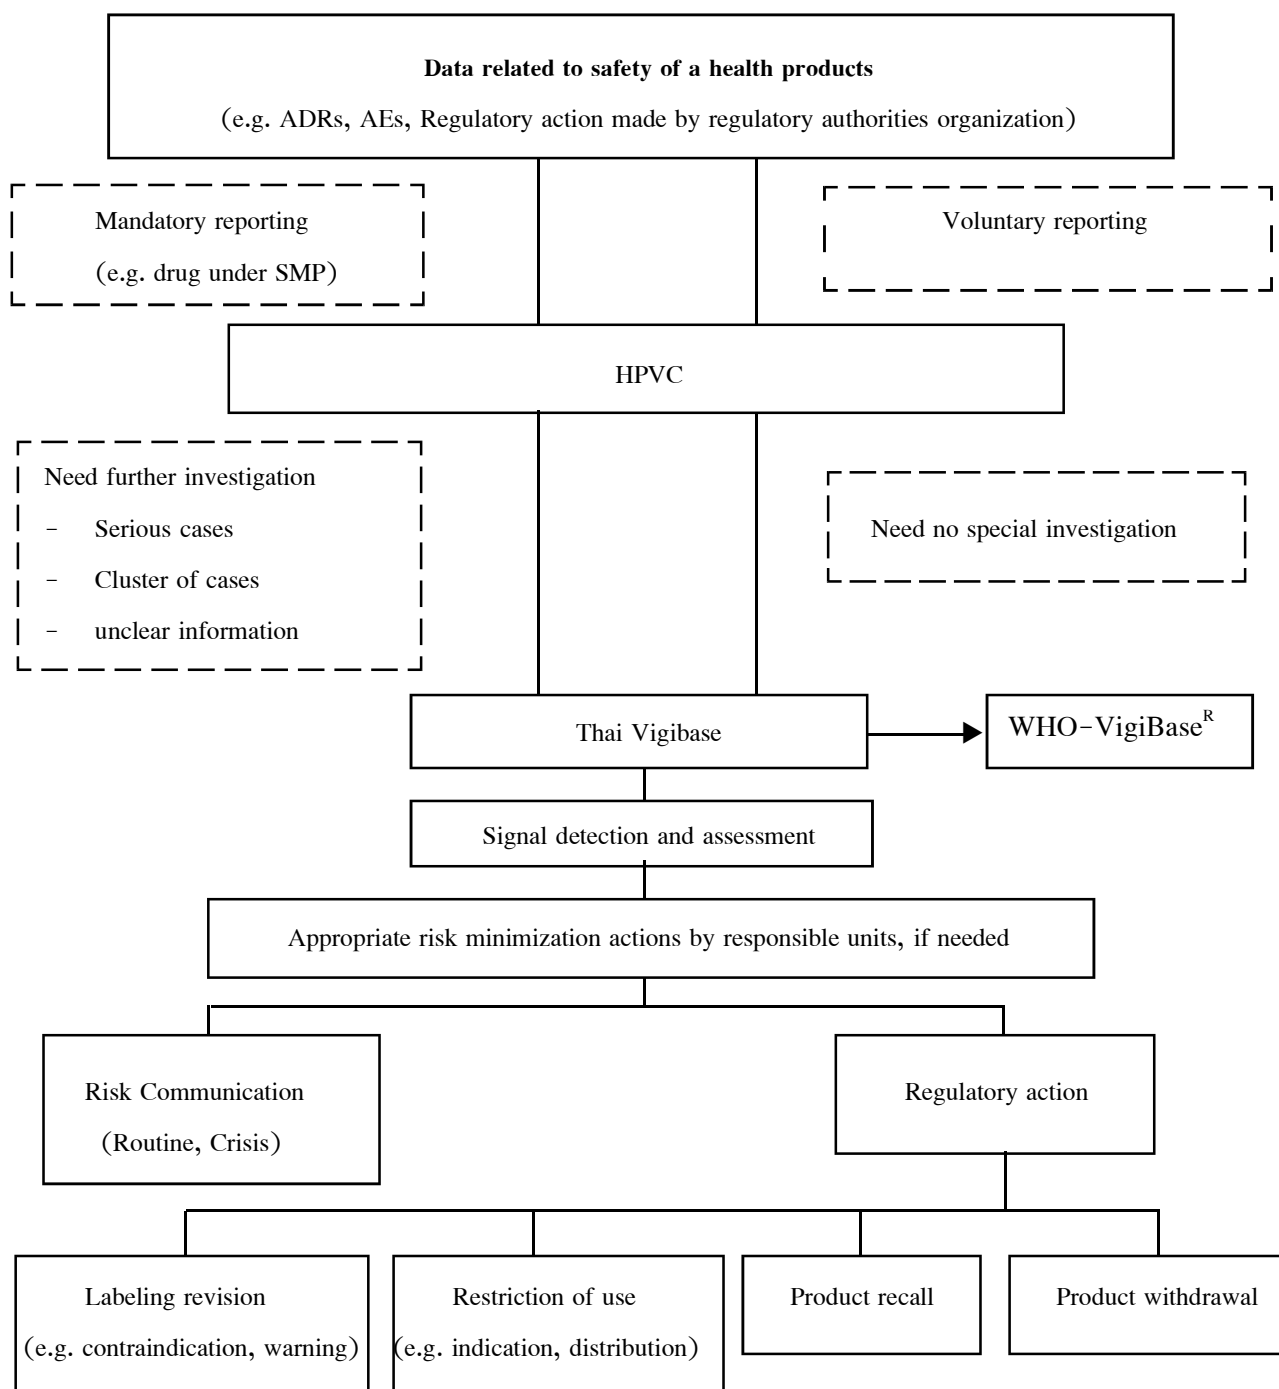 Data related to safety of a health products
(e.g. ADRs, AEs, Regulatory action made by regulatory authorities organization)
Mandatory reporting
(e.g. drug under SMP)
Voluntary reporting
HPVC
Need further investigation
- Serious cases
- Cluster of cases
- unclear information
Need no special investigation
Thai Vigibase
WHO-VigiBase^R
Signal detection and assessment
Appropriate risk minimization actions by responsible units, if needed
Risk Communication
(Routine, Crisis)
Regulatory action
Labeling revision
(e.g. contraindication, warning)
Restriction of use
(e.g. indication, distribution)
Product recall
Product withdrawal